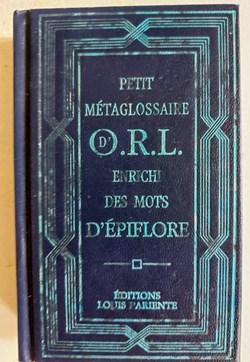 PETIT
MÉTAGLOSSAIRE
D'O.R.L.
ENRICHI
DES MOTS
D'ÉPIFLORE
ÉDITIONS
LOUIS PARIENTE